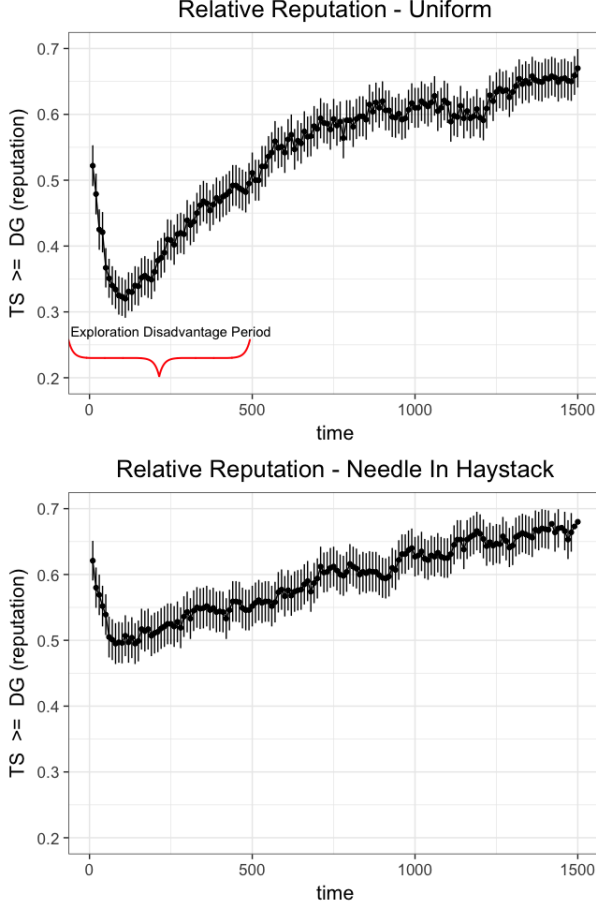 Relative Reputation - Uniform
TS >= DG (reputation)
0.7
0.6
0.5
0.4
0.3
0.2
Exploration Disadvantage Period
0
500
1000
1500
time
Relative Reputation - Needle In Haystack
TS >= DG (reputation)
0.7
0.6
0.5
0.4
0.3
0.2
0
500
1000
1500
time